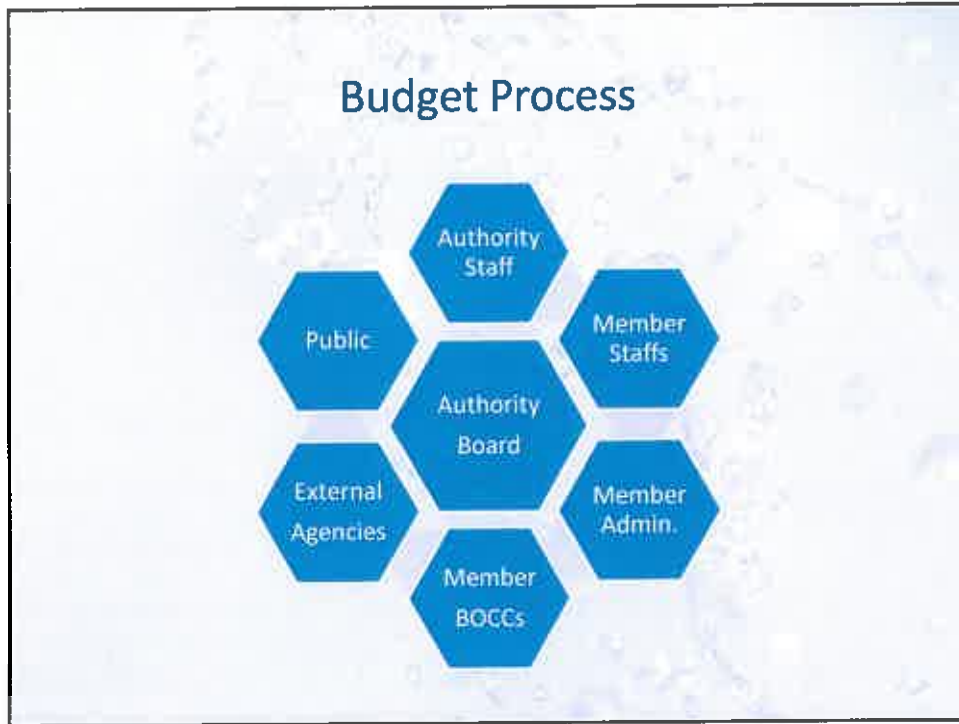 Budget Process
Authority
Staff
Public
Member
Staffs
Authority
Board
External
Agencies
Member
Admin.
Member
BOCCs